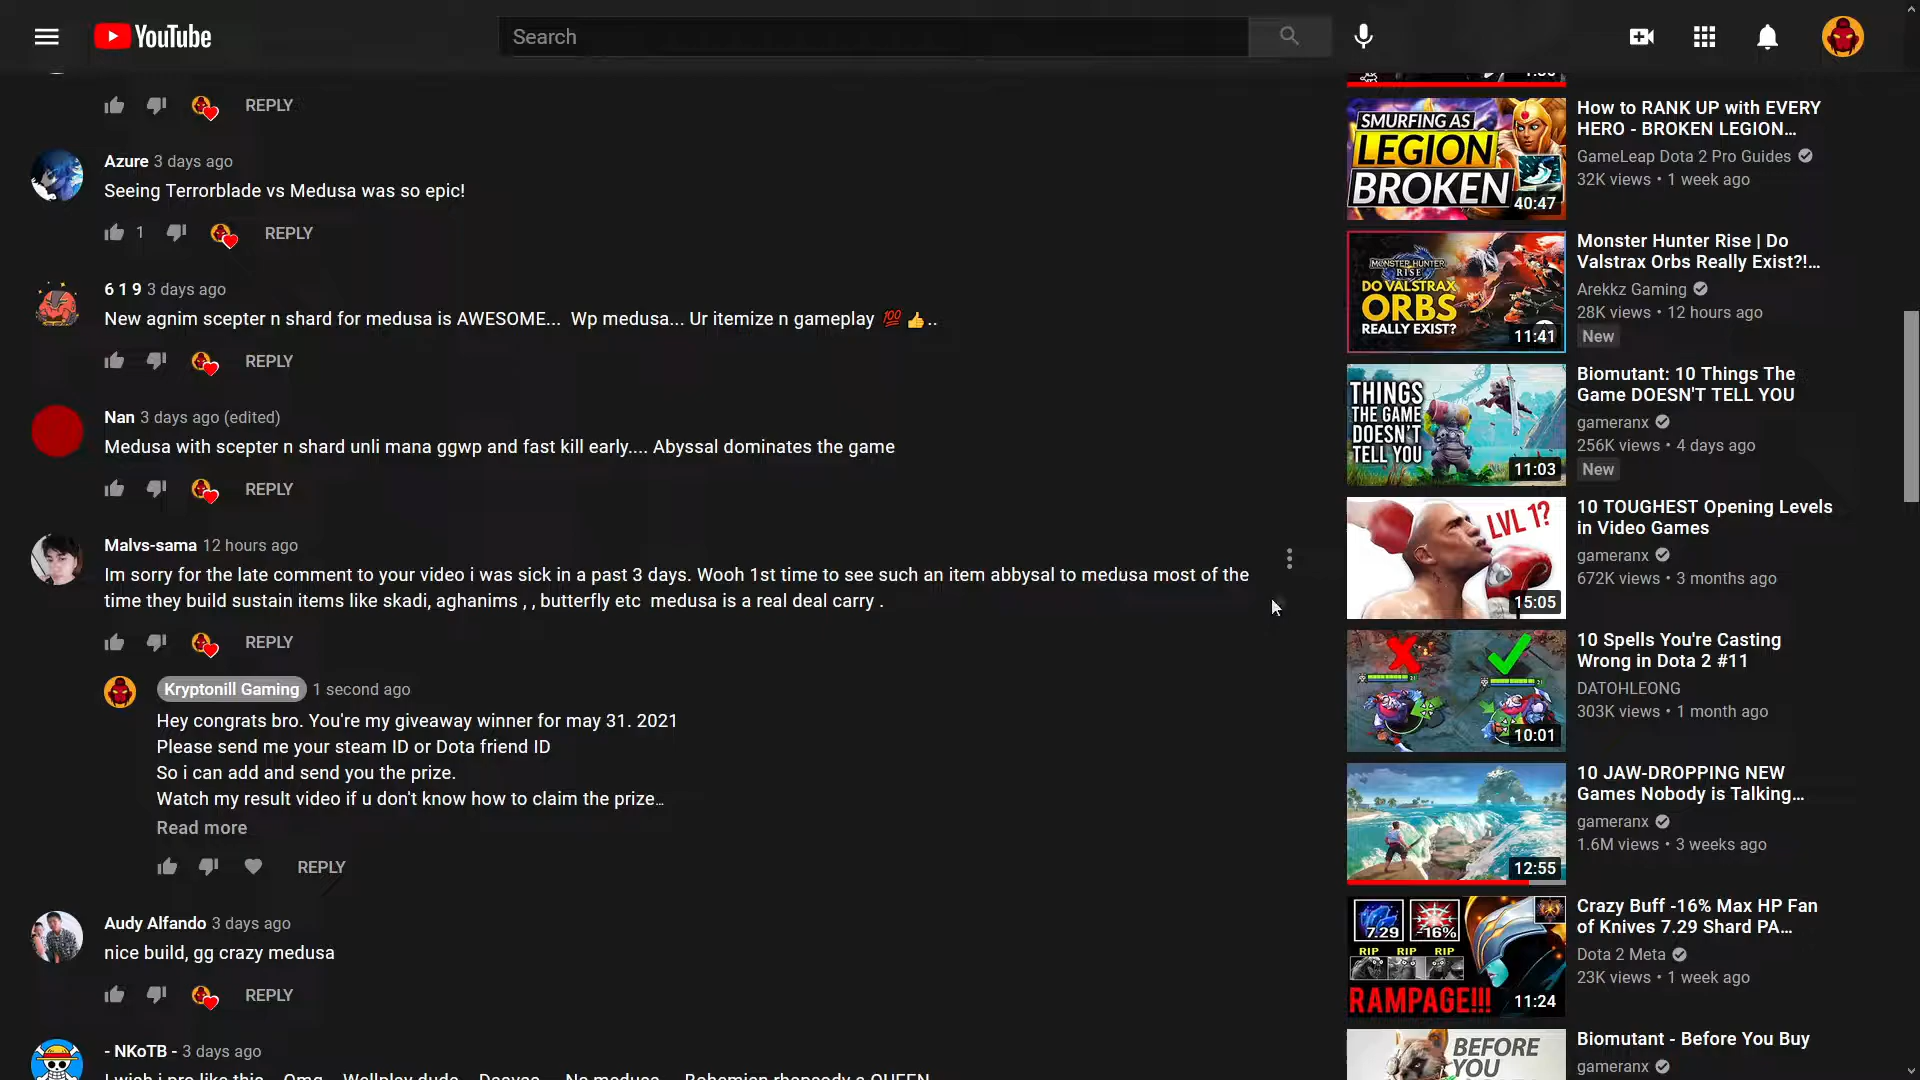 YouTube
Search
REPLY
Azure 3 days ago
Seeing Terrorblade vs Medusa was so epic!
1 REPLY
6 1 9 3 days ago
New agnim scepter n shard for medusa is AWESOME... Wp medusa... Ur itemize n gameplay 💯 👍..
REPLY
Nan 3 days ago (edited)
Medusa with scepter n shard unli mana ggwp and fast kill early.... Abyssal dominates the game
REPLY
Malvs-sama 12 hours ago
Im sorry for the late comment to your video i was sick in a past 3 days. Wooh 1st time to see such an item abbysal to medusa most of the
time they build sustain items like skadi, aghanims , , butterfly etc medusa is a real deal carry .
REPLY
Kryptonill Gaming 1 second ago
Hey congrats bro. You're my giveaway winner for may 31. 2021
Please send me your steam ID or Dota friend ID
So i can add and send you the prize.
Watch my result video if u don't know how to claim the prize…
Read more
REPLY
Audy Alfando 3 days ago
nice build, gg crazy medusa
REPLY
- NKoTB - 3 days ago
SMURFING AS
LEGION
BROKEN
40:47
How to RANK UP with EVERY
HERO - BROKEN LEGION...
GameLeap Dota 2 Pro Guides
32K views • 1 week ago
MONSTER HUNTER
RISE
DO VALSTRAX
ORBS
REALLY EXIST?
11:41
Monster Hunter Rise | Do
Valstrax Orbs Really Exist?!...
Arekkz Gaming
28K views • 12 hours ago
New
THINGS
THE GAME
DOESN'T
TELL YOU
11:03
Biomutant: 10 Things The
Game DOESN'T TELL YOU
gameranx
256K views • 4 days ago
New
LVL 1?
15:05
10 TOUGHEST Opening Levels
in Video Games
gameranx
672K views • 3 months ago
10:01
10 Spells You're Casting
Wrong in Dota 2 #11
DATOHLEONG
303K views • 1 month ago
12:55
10 JAW-DROPPING NEW
Games Nobody is Talking...
gameranx
1.6M views • 3 weeks ago
7.29
-16%
RIP RIP RIP
RAMPAGE!!!
11:24
Crazy Buff -16% Max HP Fan
of Knives 7.29 Shard PA...
Dota 2 Meta
23K views • 1 week ago
BEFORE
YOU
Biomutant - Before You Buy
gameranx